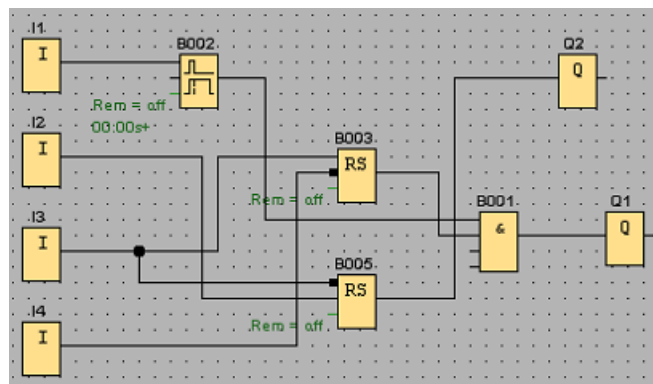 I1
I
B002
Rem = off
00:00s+
Q2
Q
I2
I
B003
RS
Rem = off
I3
I
B001
&
Q1
Q
B005
RS
Rem = off
I4
I